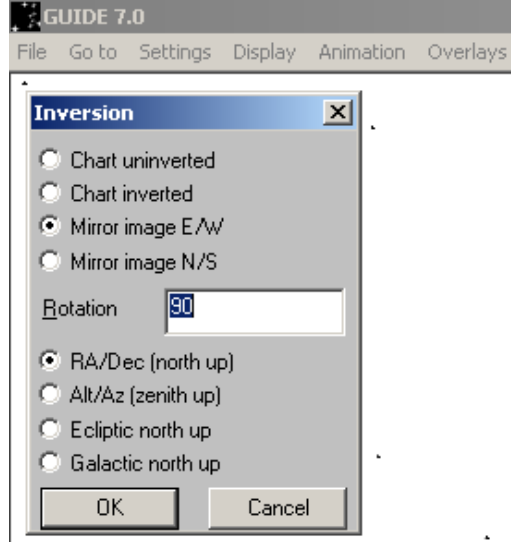 GUIDE 7.0
File Go to Settings Display Animation Overlays
Inversion
Chart uninverted
Chart inverted
Mirror image E/W
Mirror image N/S
Rotation 90
RA/Dec (north up)
Alt/Az (zenith up)
Ecliptic north up
Galactic north up
OK Cancel